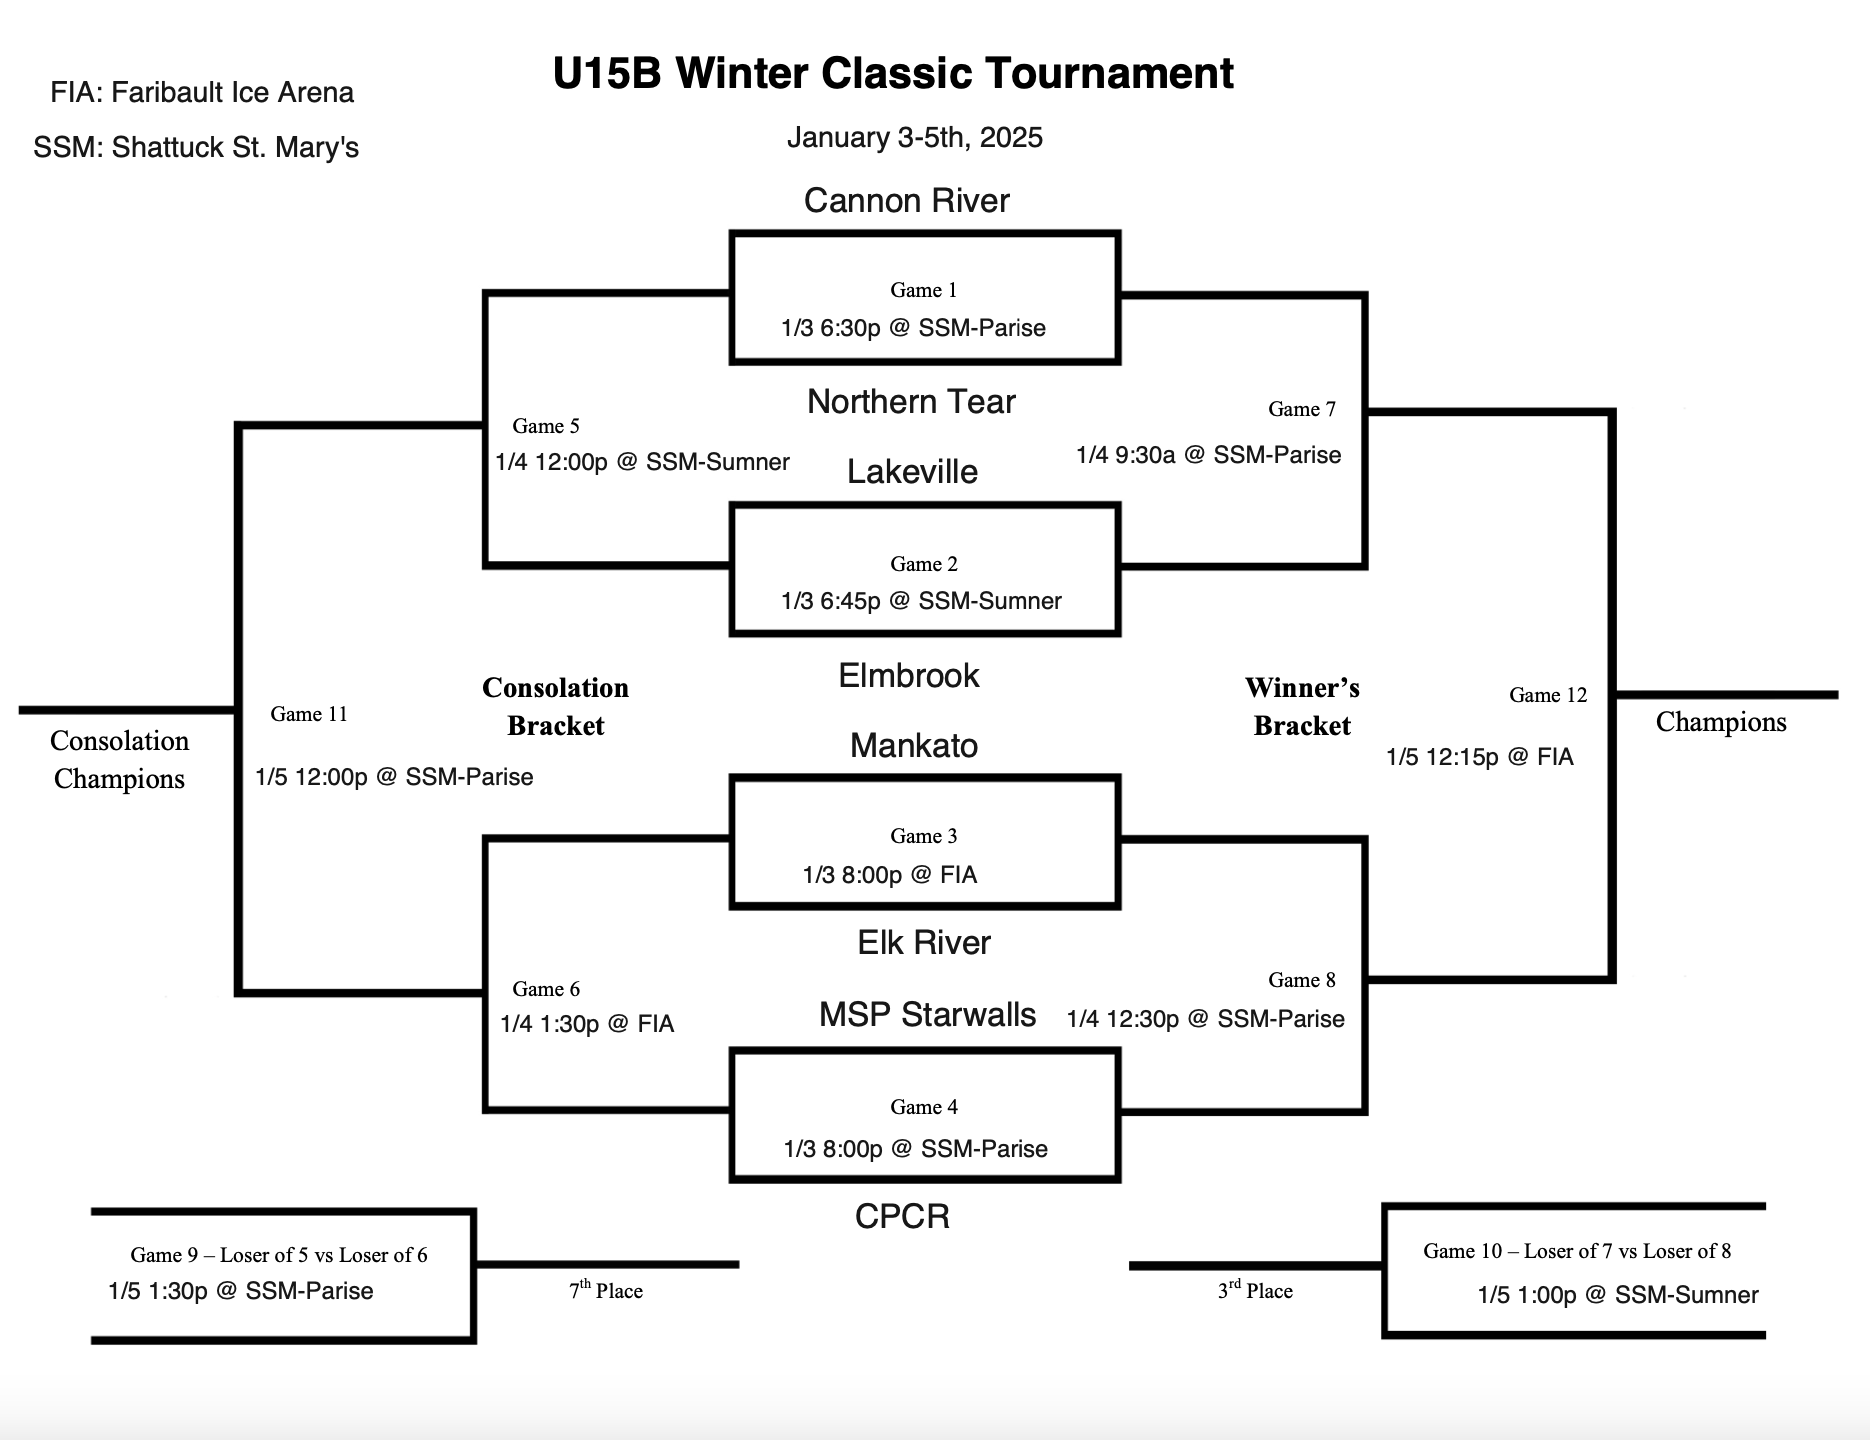 U15B Winter Classic Tournament
FIA: Faribault Ice Arena
January 3-5th, 2025
SSM: Shattuck St. Mary's
Cannon River
Game 1
1/3 6:30p @ SSM-Parise
Northern Tear
Game 5
1/4 12:00p @ SSM-Sumner
Game 7
1/4 9:30a @ SSM-Parise
Lakeville
Game 2
1/3 6:45p @ SSM-Sumner
Elmbrook
Consolation
Bracket
Winner’s
Bracket
Game 11
1/5 12:00p @ SSM-Parise
Consolation
Champions
Game 12
1/5 12:15p @ FIA
Champions
Mankato
Game 3
1/3 8:00p @ FIA
Elk River
Game 6
1/4 1:30p @ FIA
Game 8
1/4 12:30p @ SSM-Parise
MSP Starwalls
Game 4
1/3 8:00p @ SSM-Parise
CPCR
Game 9 – Loser of 5 vs Loser of 6
1/5 1:30p @ SSM-Parise
7th Place
3rd Place
Game 10 – Loser of 7 vs Loser of 8
1/5 1:00p @ SSM-Sumner